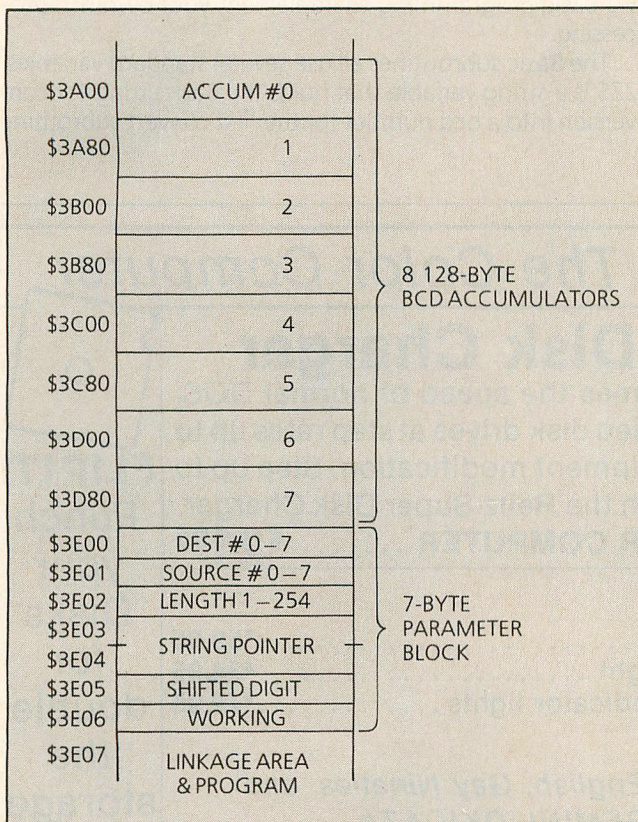 $3A00 ACCUM #0
$3A80 1
$3B00 2
$3B80 3
8 128-BYTE
BCD ACCUMULATORS
$3C00 4
$3C80 5
$3D00 6
$3D80 7
$3E00 DEST # 0–7
$3E01 SOURCE # 0–7
$3E02 LENGTH 1–254
7-BYTE
PARAMETER
BLOCK
$3E03
STRING POINTER
$3E04
$3E05 SHIFTED DIGIT
$3E06 WORKING
$3E07 LINKAGE AREA
& PROGRAM